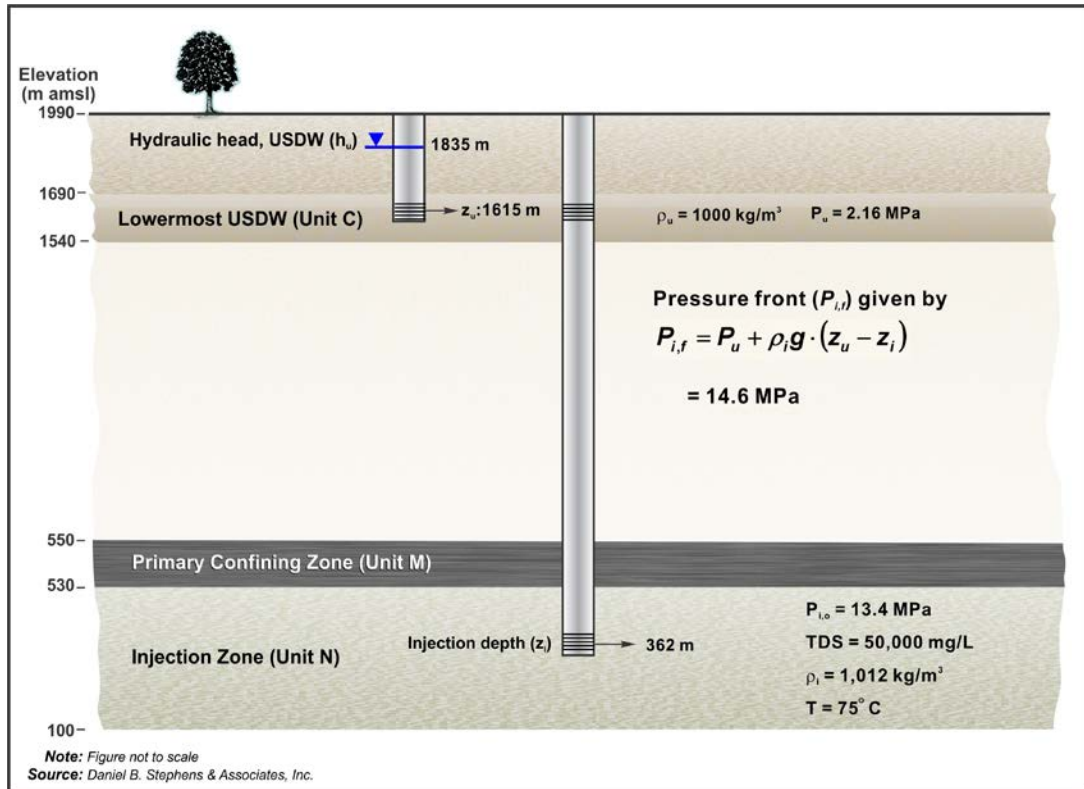 Elevation
(m amsl)
1990
Hydraulic head, USDW (hᵤ)
1835 m
1690
Lowermost USDW (Unit C)
zᵤ:1615 m
ρᵤ = 1000 kg/m³ Pᵤ = 2.16 MPa
1540
Pressure front (Pᵢ,f) given by
Pᵢ,f = Pᵤ + ρᵢg · (zᵤ − zᵢ)
= 14.6 MPa
550
Primary Confining Zone (Unit M)
530
Pᵢ,ₒ = 13.4 MPa
Injection depth (zᵢ)
362 m
TDS = 50,000 mg/L
Injection Zone (Unit N)
ρᵢ = 1,012 kg/m³
T = 75° C
100
Note: Figure not to scale
Source: Daniel B. Stephens & Associates, Inc.